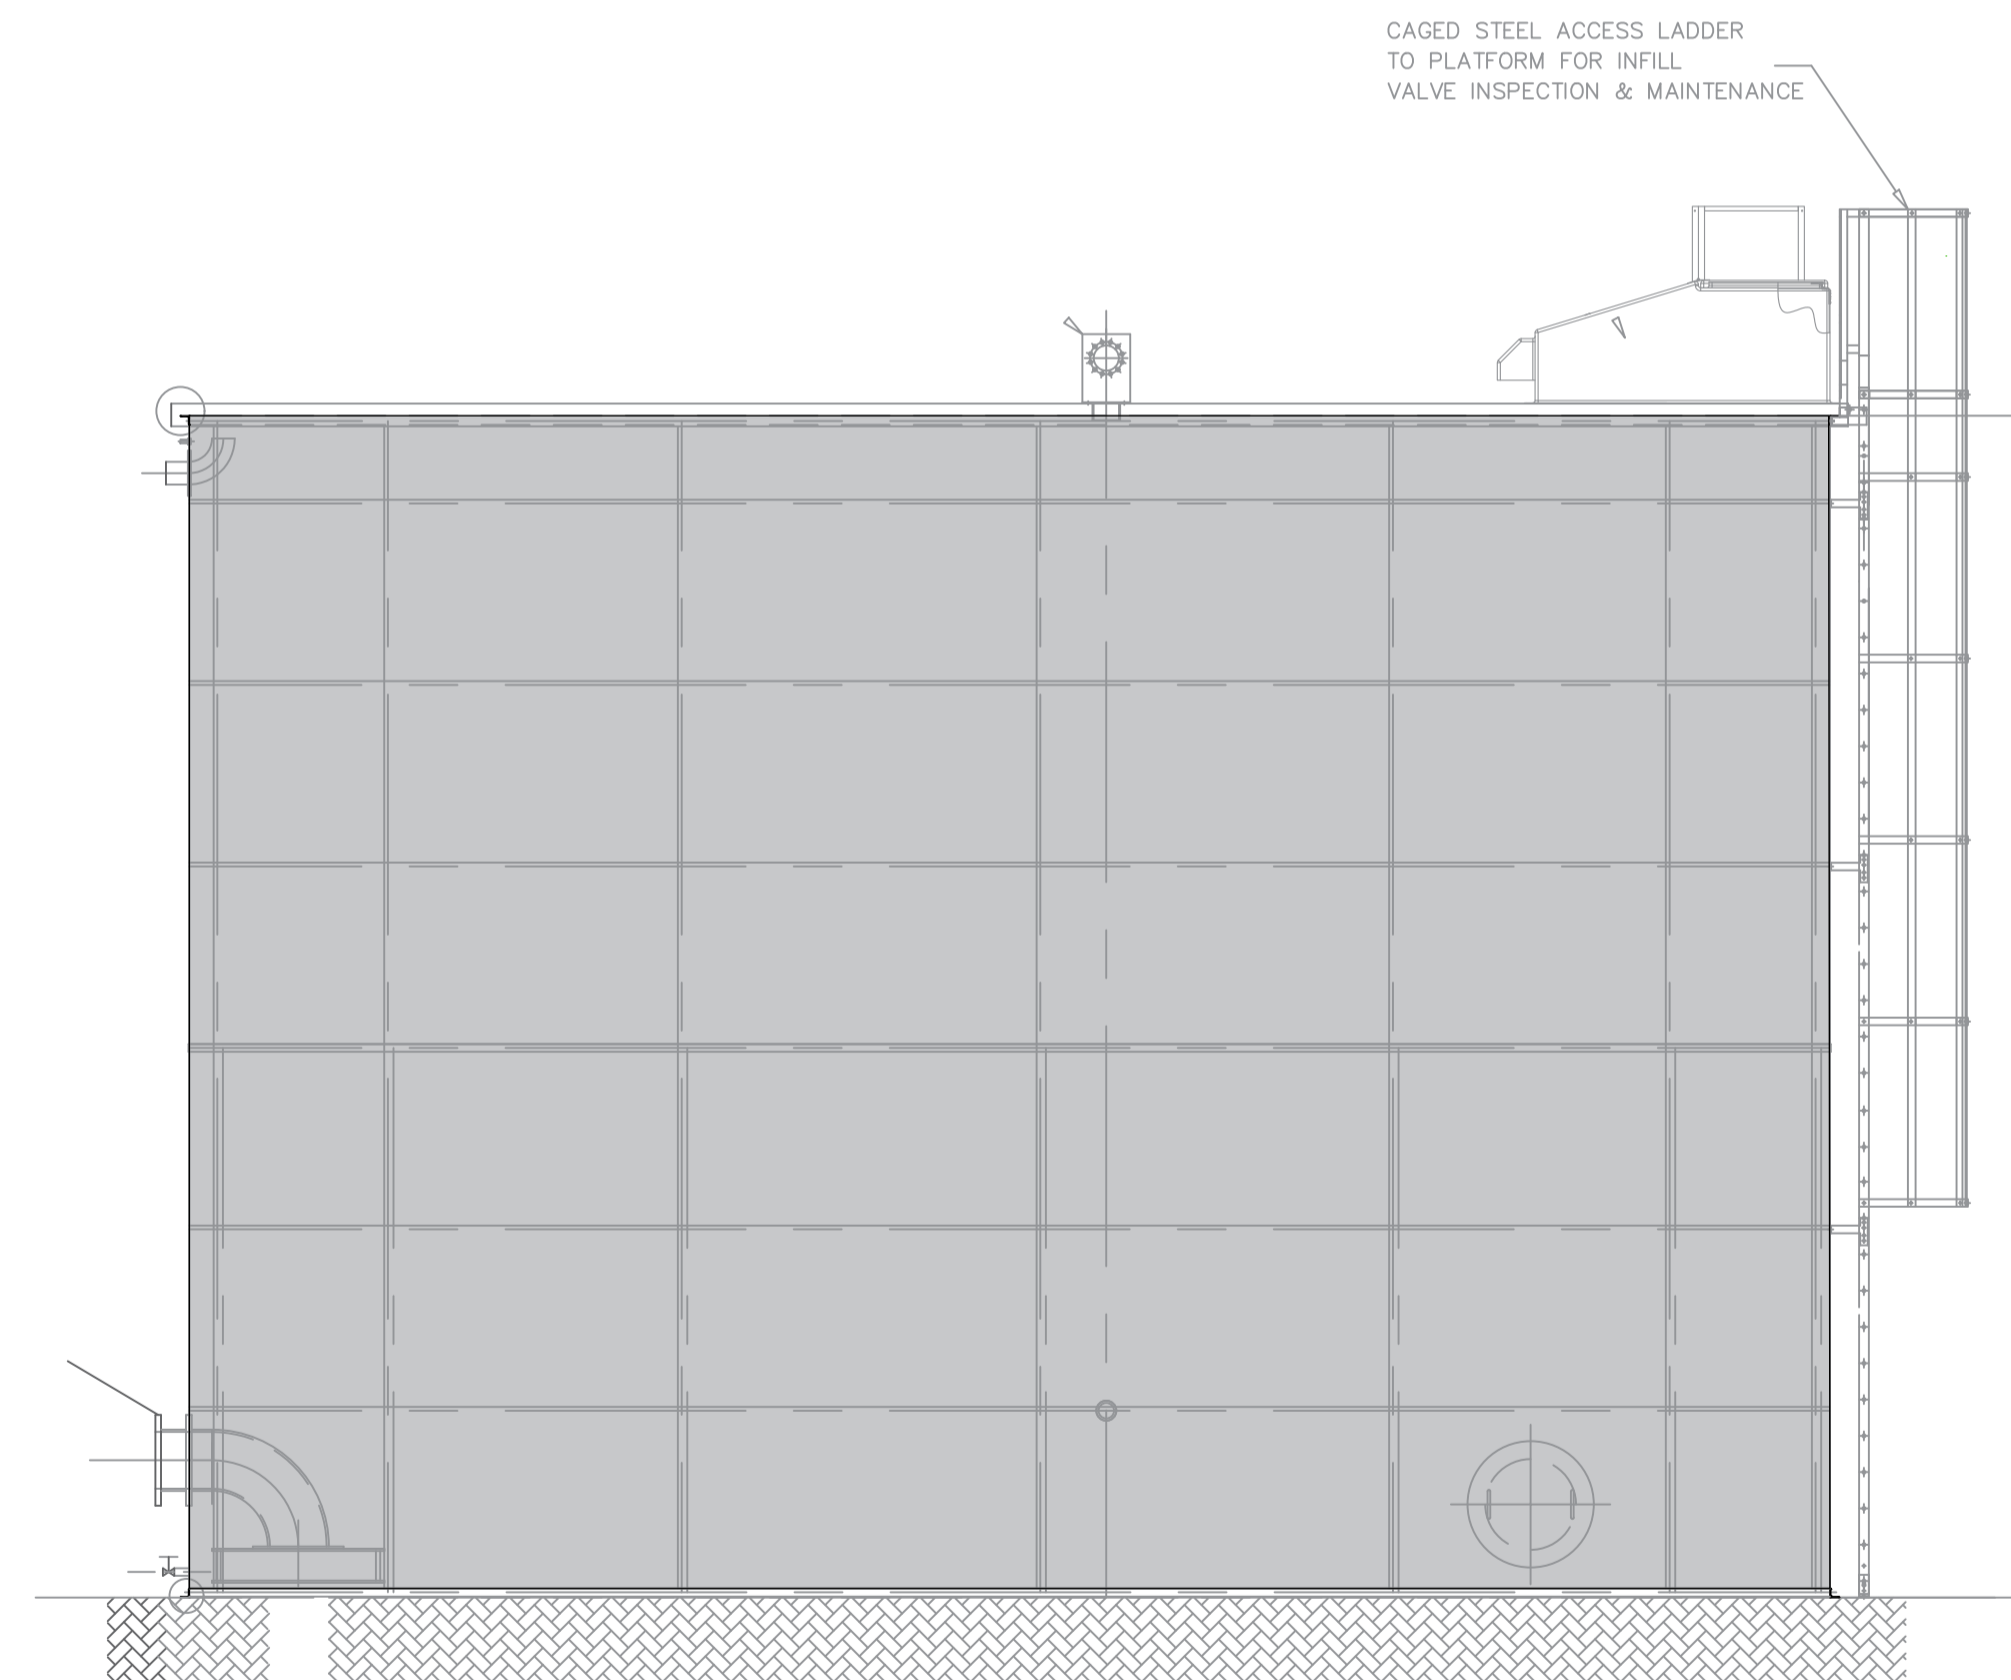 CAGED STEEL ACCESS LADDER
TO PLATFORM FOR INFILL
VALVE INSPECTION & MAINTENANCE